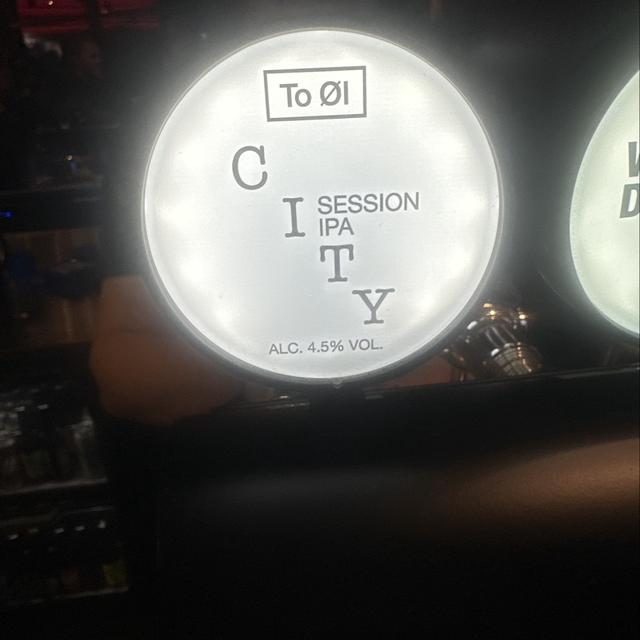 To Øl
C
I SESSION
IPA
T
Y
ALC. 4.5% VOL.